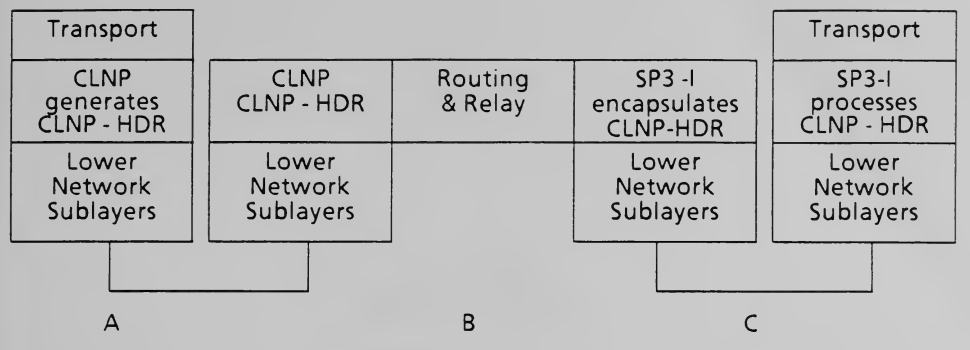 Transport
CLNP
generates
CLNP - HDR
Lower
Network
Sublayers
CLNP
CLNP - HDR
Lower
Network
Sublayers
Routing
& Relay
SP3 -I
encapsulates
CLNP-HDR
Lower
Network
Sublayers
Transport
SP3-I
processes
CLNP - HDR
Lower
Network
Sublayers
A
B
C